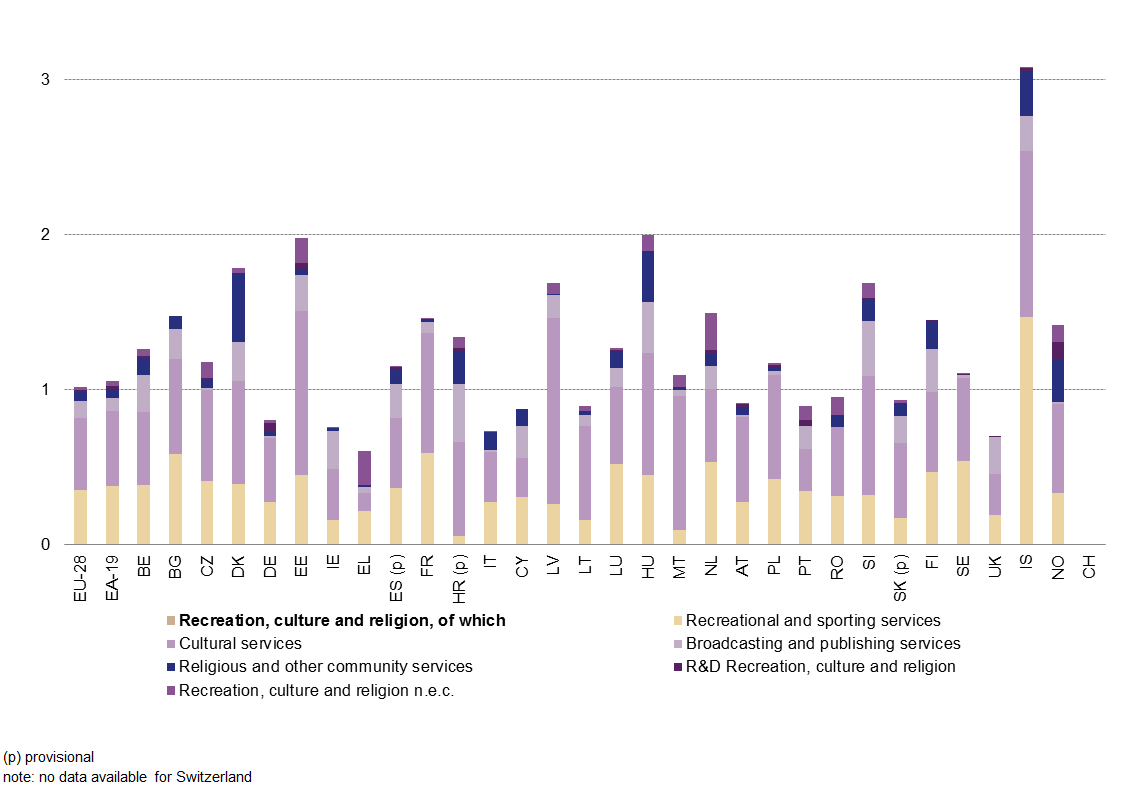 3
2
1
0
EU-28
EA-19
BE
BG
CZ
DK
DE
EE
IE
EL
ES (p)
FR
HR (p)
IT
CY
LV
LT
LU
HU
MT
NL
AT
PL
PT
RO
SI
SK (p)
FI
SE
UK
IS
NO
CH
Recreation, culture and religion, of which
Recreational and sporting services
Cultural services
Broadcasting and publishing services
Religious and other community services
R&D Recreation, culture and religion
Recreation, culture and religion n.e.c.
(p) provisional
note: no data available for Switzerland